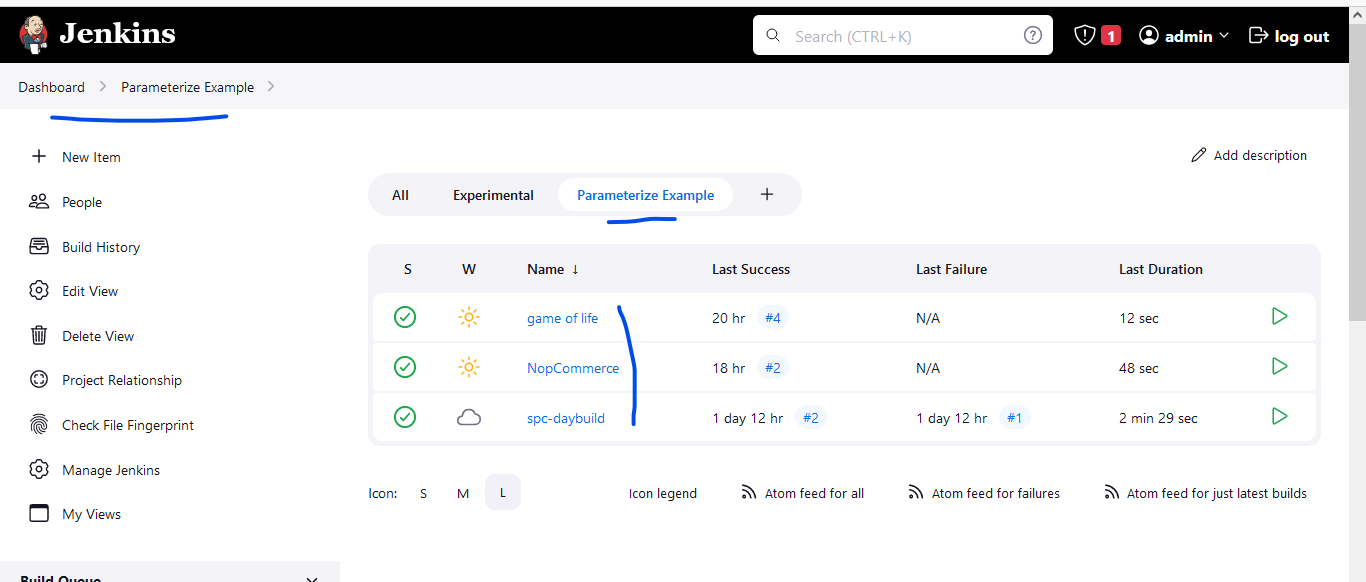 Jenkins
Search (CTRL+K)
1
admin
log out
Dashboard
Parameterize Example
New Item
People
Build History
Edit View
Delete View
Project Relationship
Check File Fingerprint
Manage Jenkins
My Views
Build Queue
Add description
All Experimental Parameterize Example +
S W Name ↓ Last Success Last Failure Last Duration
game of life 20 hr #4 N/A 12 sec
NopCommerce 18 hr #2 N/A 48 sec
spc-daybuild 1 day 12 hr #2 1 day 12 hr #1 2 min 29 sec
Icon: S M L Icon legend Atom feed for all Atom feed for failures Atom feed for just latest builds